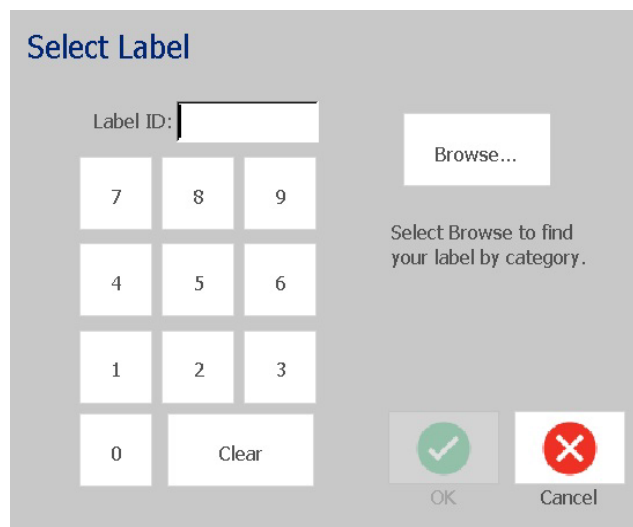 Select Label
Label ID:
Browse...
7 8 9
Select Browse to find
your label by category.
4 5 6
1 2 3
0 Clear
OK Cancel